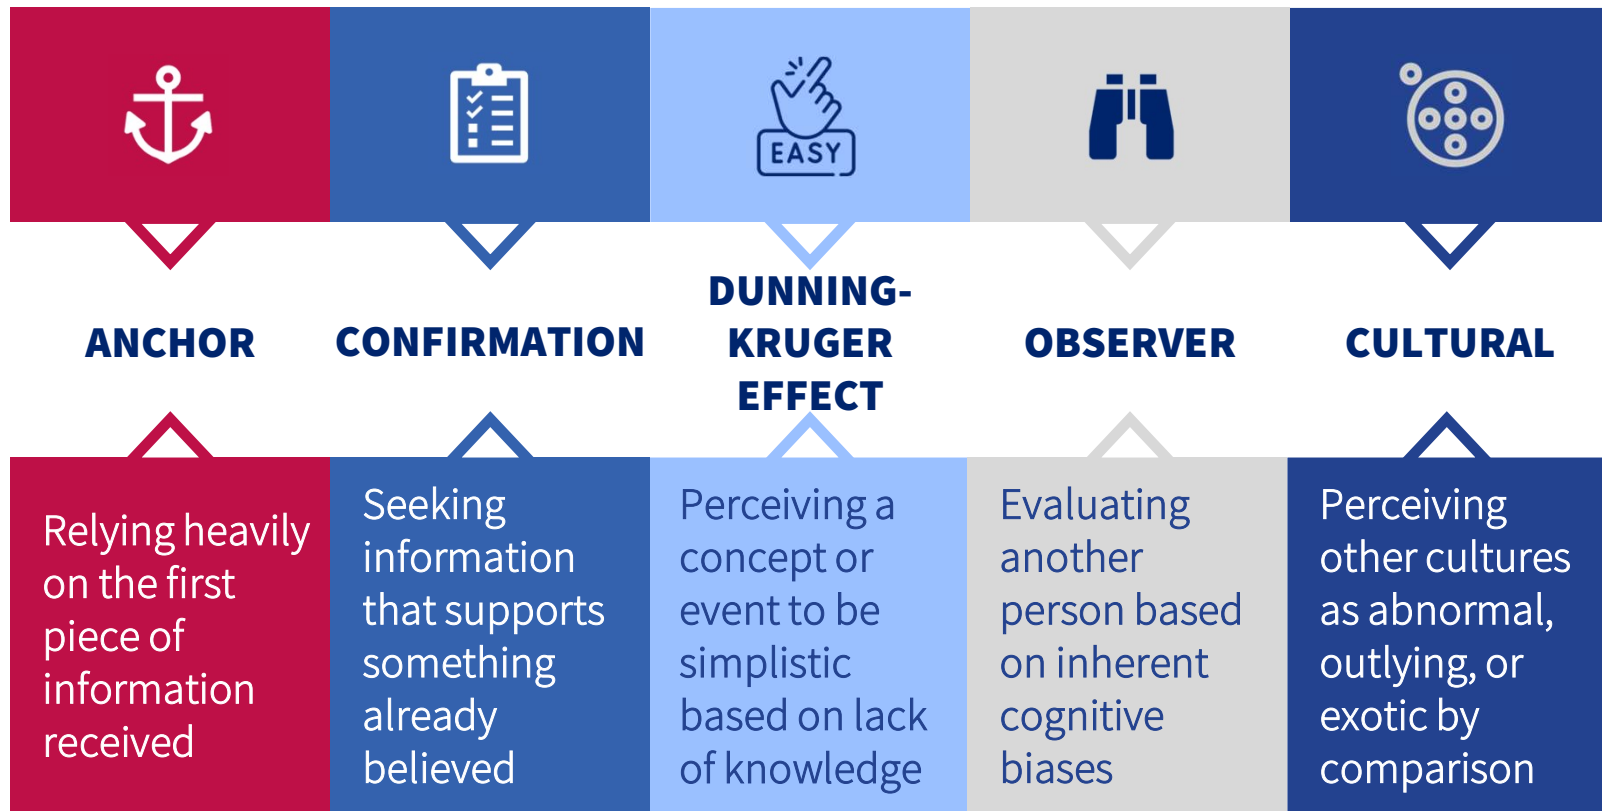 EASY
ANCHOR
CONFIRMATION
DUNNING-
KRUGER
EFFECT
OBSERVER
CULTURAL
Relying heavily
on the first
piece of
information
received
Seeking
information
that supports
something
already
believed
Perceiving a
concept or
event to be
simplistic
based on lack
of knowledge
Evaluating
another
person based
on inherent
cognitive
biases
Perceiving
other cultures
as abnormal,
outlying, or
exotic by
comparison